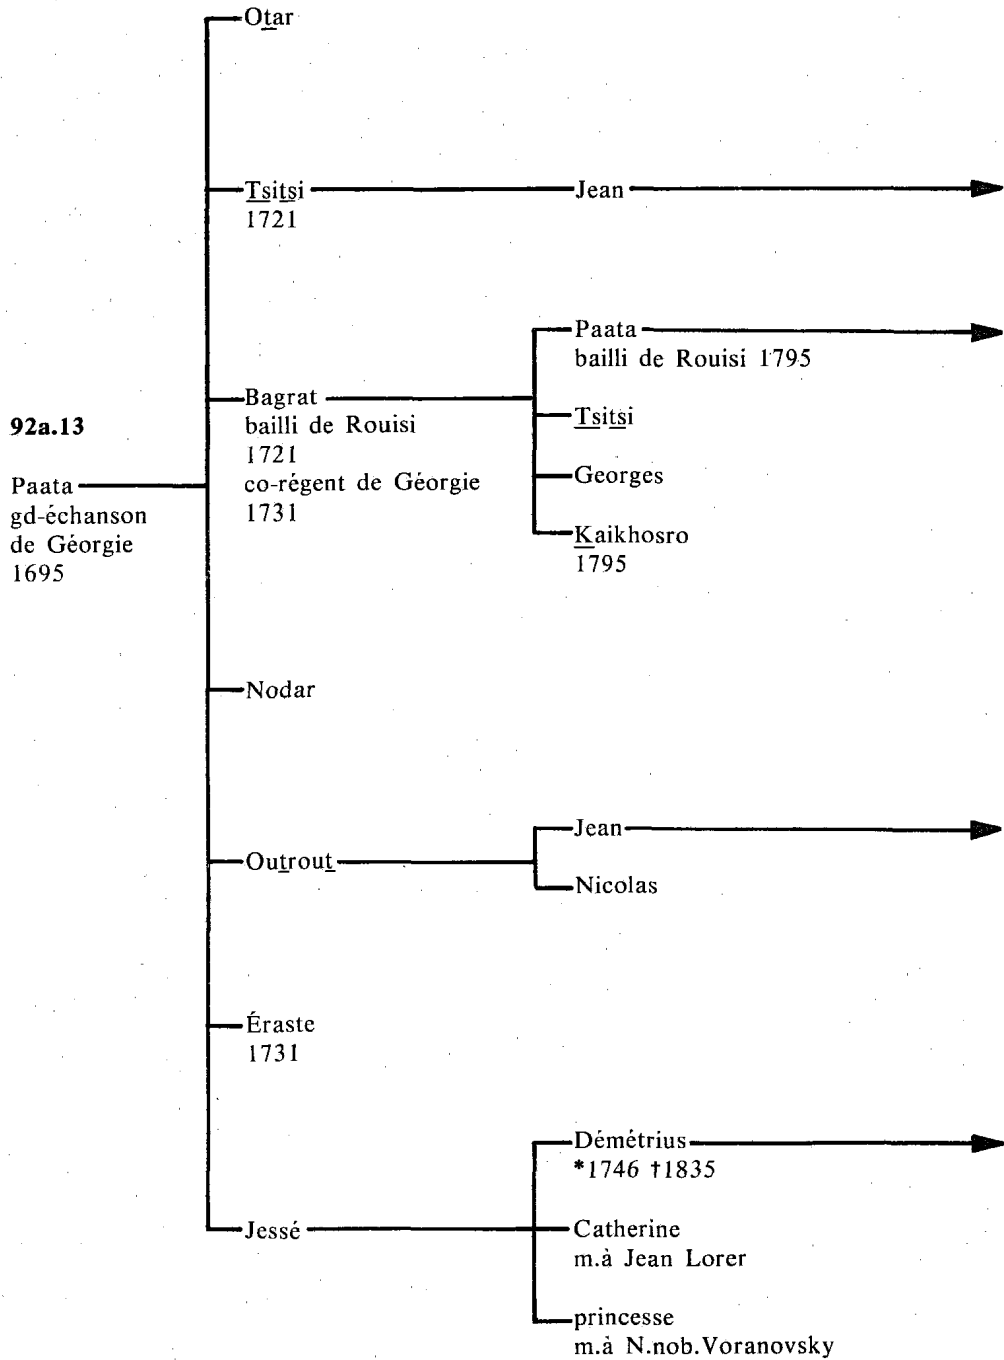 Otar
Tsitsi
1721
Jean
Paata
bailli de Rouisi 1795
Bagrat
bailli de Rouisi
1721
co-régent de Géorgie
1731
Tsitsi
Georges
Kaikhosro
1795
92a.13
Paata
gd-échanson
de Géorgie
1695
Nodar
Outrout
Jean
Nicolas
Éraste
1731
Jessé
Démétrius
*1746 †1835
Catherine
m.à Jean Lorer
princesse
m.à N.nob.Voranovsky